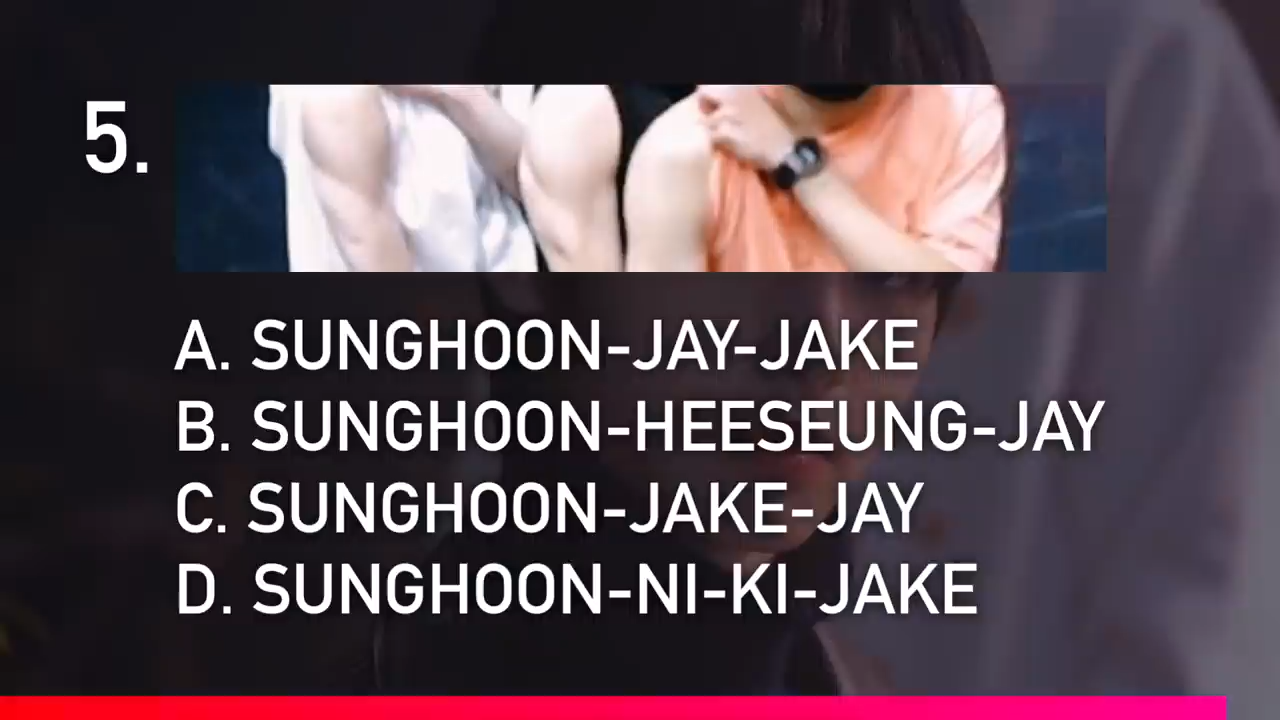 5.
A. SUNGHOON-JAY-JAKE
B. SUNGHOON-HEESEUNG-JAY
C. SUNGHOON-JAKE-JAY
D. SUNGHOON-NI-KI-JAKE